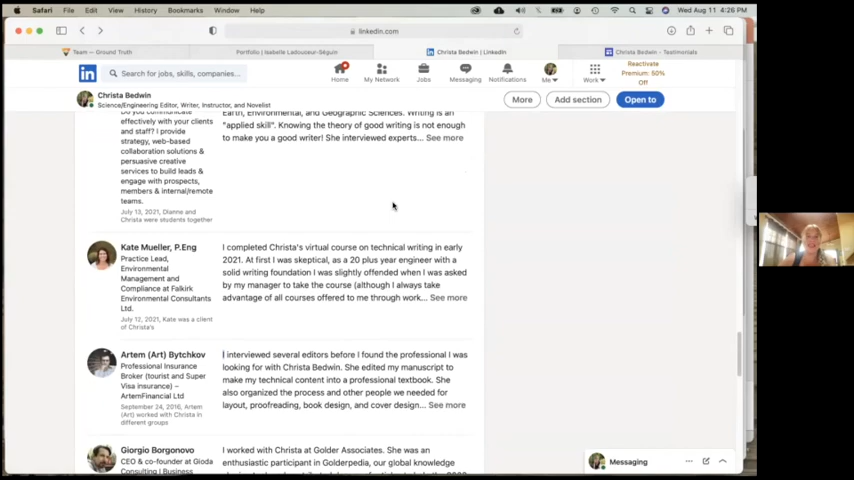 Safari File Edit View History Bookmarks Window Help
Wed Aug 11 4:26 PM
linkedin.com
Team — Ground Truth
Portfolio | Isabelle Ladouseur-Séguin
Christa Bedwin | LinkedIn
Christa Bedwin - Testimonials
in
Search for jobs, skills, companies...
Home
My Network
Jobs
Messaging
Notifications
Me
Work
Reactivate
Premium: 50%
Off
Christa Bedwin
Science/Engineering Editor, Writer, Instructor, and Novelist
More
Add section
Open to
Do you communicate
effectively with your clients
and staff? I provide
strategy, web-based
collaboration solutions &
persuasive creative
services to build leads &
engage with prospects,
members & internal/remote
teams.
July 13, 2021, Dianne and
Christa were students together
Earth, Environmental, and Geographic Sciences. Writing is an
"applied skill". Knowing the theory of good writing is not enough
to make you a good writer! She interviewed experts... See more
Kate Mueller, P.Eng
Practice Lead,
Environmental
Management and
Compliance at Falkirk
Environmental Consultants
Ltd.
July 12, 2021, Kate was a client
of Christa's
I completed Christa's virtual course on technical writing in early
2021. At first I was skeptical, as a 20 plus year engineer with a
solid writing foundation I was slightly offended when I was asked
by my manager to take the course (although I always take
advantage of all courses offered to me through work... See more
Artem (Art) Bytchkov
Professional Insurance
Broker (tourist and Super
Visa insurance) –
ArtemFinancial Ltd
September 24, 2016, Artem
(Art) worked with Christa in
different groups
I interviewed several editors before I found the professional I was
looking for with Christa Bedwin. She edited my manuscript to
make my technical content into a professional textbook. She
also organized the process and other people we needed for
layout, proofreading, book design, and cover design... See more
Giorgio Borgonovo
CEO & co-founder at Gioda
Consulting | Business
I worked with Christa at Golder Associates. She was an
enthusiastic participant in Golderpedia, our global knowledge
Messaging